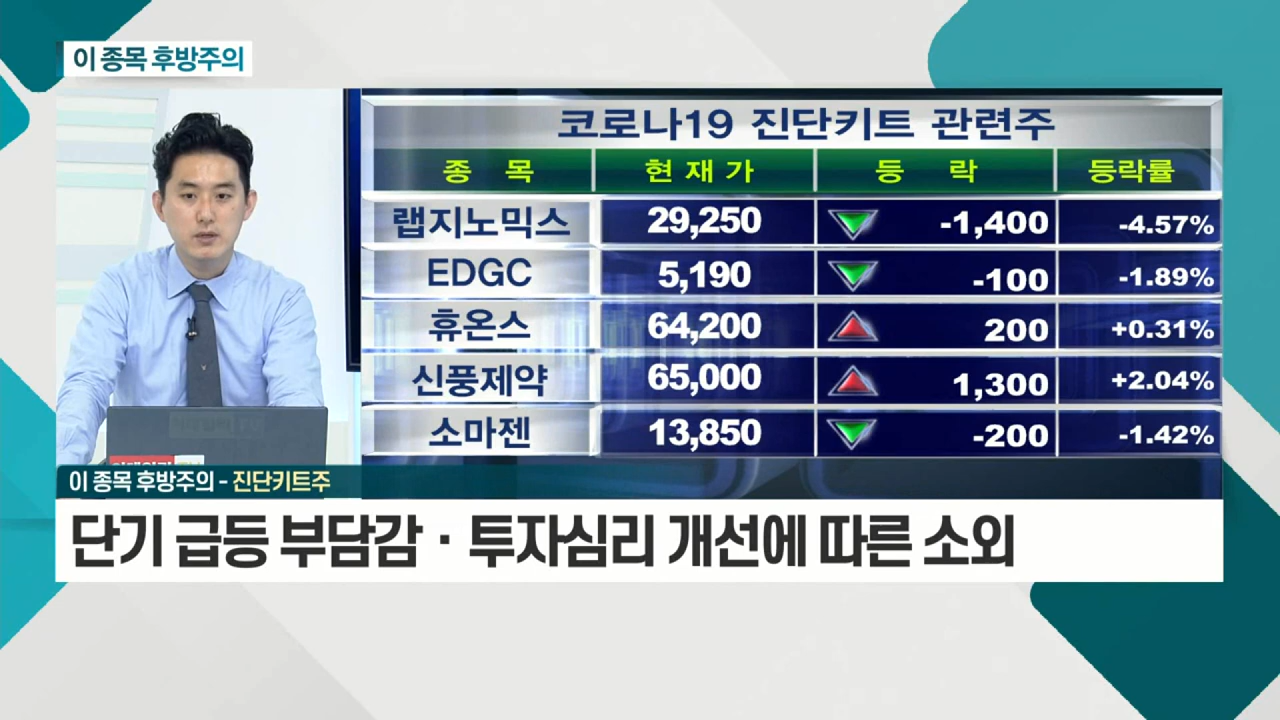 이 종목 후방주의
코로나19 진단키트 관련주
종 목 현 재 가 등 락 등락률
랩지노믹스 29,250 -1,400 -4.57%
EDGC 5,190 -100 -1.89%
휴온스 64,200 200 +0.31%
신풍제약 65,000 1,300 +2.04%
소마젠 13,850 -200 -1.42%
이 종목 후방주의 - 진단키트주
단기 급등 부담감 · 투자심리 개선에 따른 소외